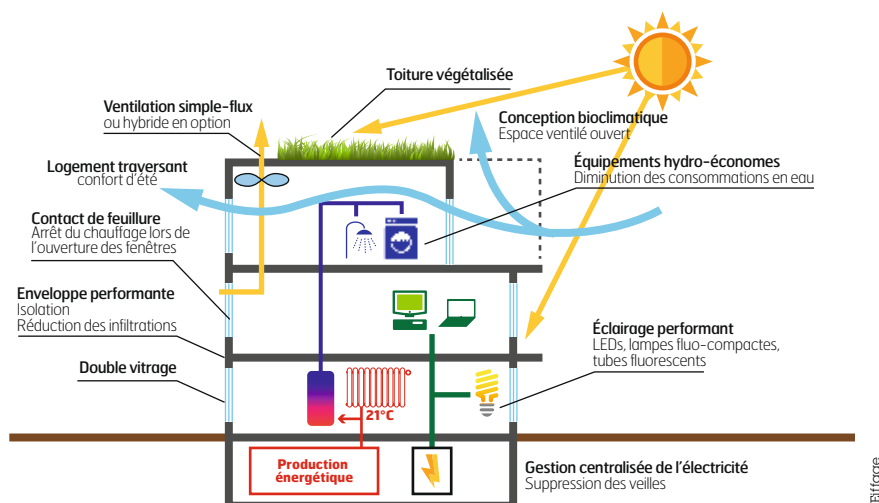 Toiture végétalisée
Ventilation simple-flux
ou hybride en option
Conception bioclimatique
Espace ventilé ouvert
Logement traversant
confort d'été
Équipements hydro-économes
Diminution des consommations en eau
Contact de feuillure
Arrêt du chauffage lors de
l'ouverture des fenêtres
Enveloppe performante
Isolation
Réduction des infiltrations
Éclairage performant
LEDs, lampes fluo-compactes,
tubes fluorescents
Double vitrage
21°C
Production
énergétique
Gestion centralisée de l'électricité
Suppression des veilles
Eiffage